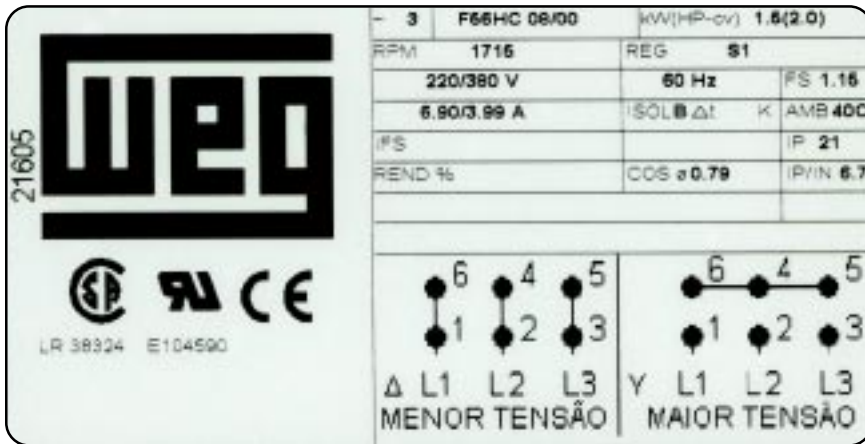 21605
WEG
LR 38324 E104590
~ 3 F56HC 08/00 kW(HP-cv) 1.5(2.0)
RPM 1715 REG S1
220/380 V 60 Hz FS 1.15
5.90/3.99 A ISOL B Δt K AMB 40C
IFS IP 21
REND % COS ø 0.79 IP/IN 6.7
6 4 5
1 2 3
Δ L1 L2 L3
MENOR TENSÃO
6 4 5
1 2 3
Y L1 L2 L3
MAIOR TENSÃO